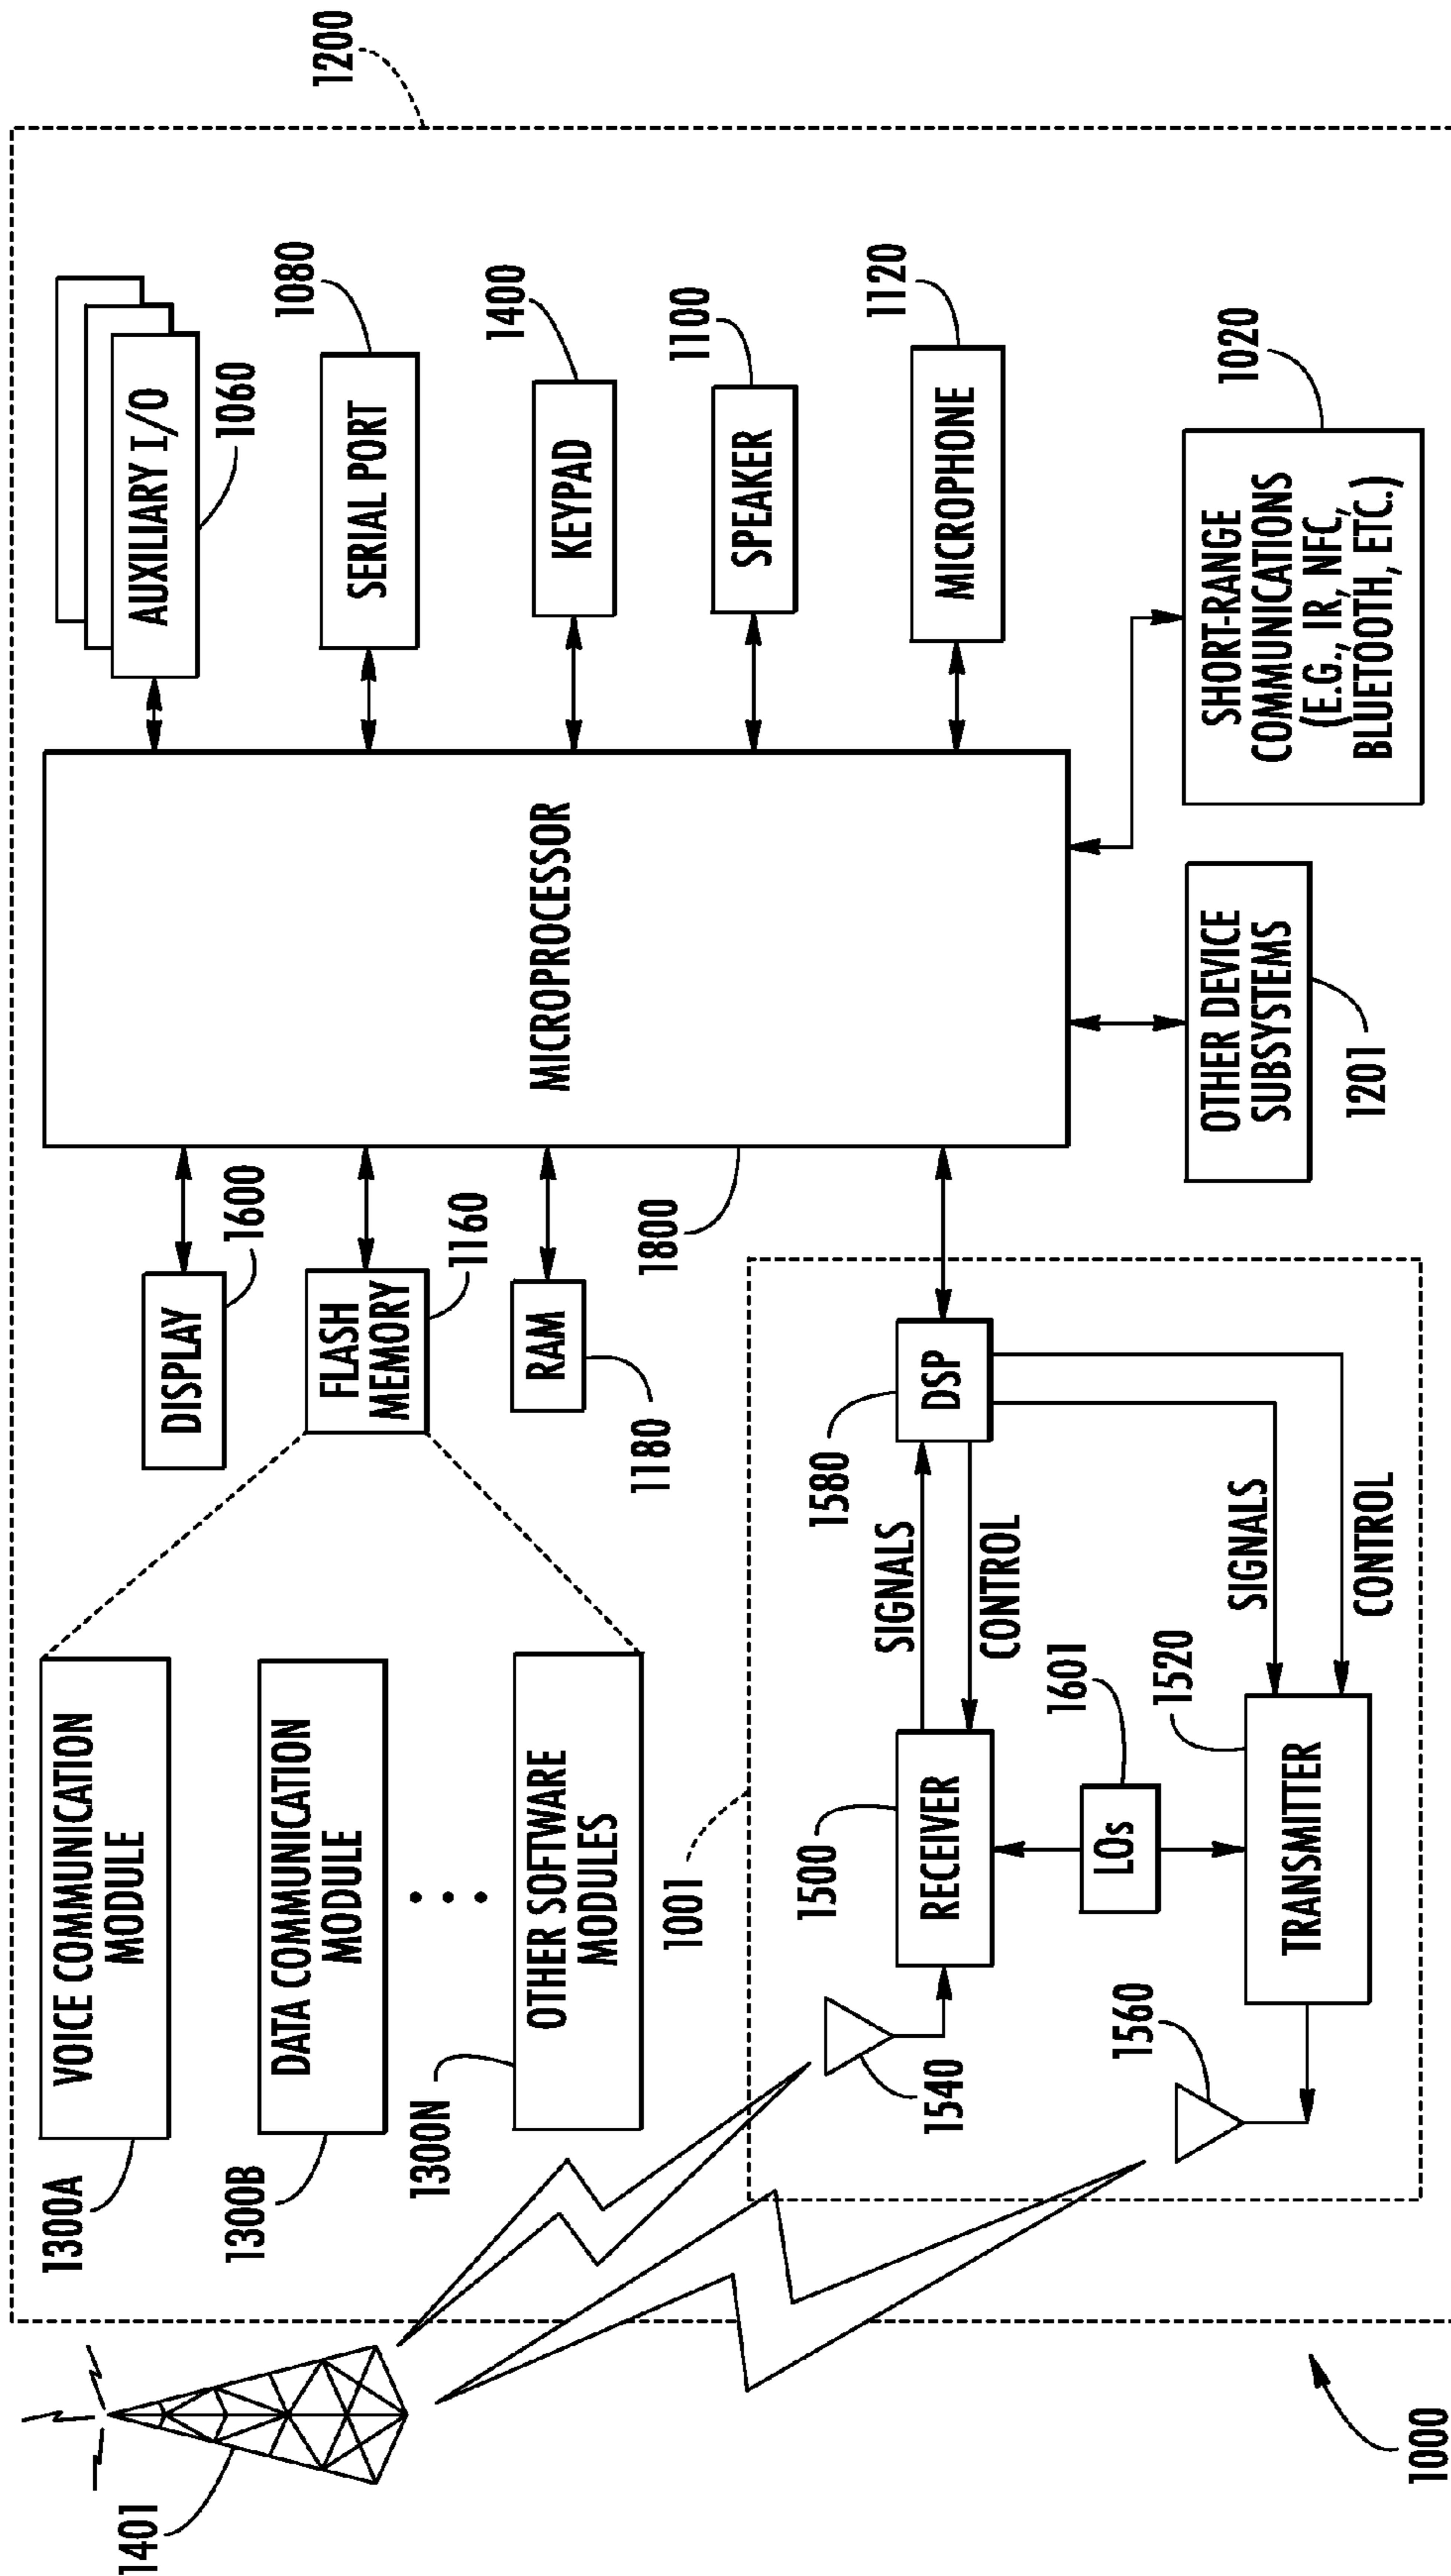 1401
1000
1200
1300A
VOICE COMMUNICATION
MODULE
1300B
DATA COMMUNICATION
MODULE
1300N
OTHER SOFTWARE
MODULES
DISPLAY
1600
FLASH
MEMORY
1160
RAM
1180
MICROPROCESSOR
1800
AUXILIARY I/O
1060
SERIAL PORT
1080
KEYPAD
1400
SPEAKER
1100
MICROPHONE
1120
SHORT-RANGE
COMMUNICATIONS
(E.G., IR, NFC,
BLUETOOTH, ETC.)
1020
OTHER DEVICE
SUBSYSTEMS
1201
1001
1540
1500
RECEIVER
SIGNALS
CONTROL
1580
DSP
LOs
1601
1560
TRANSMITTER
1520
SIGNALS
CONTROL